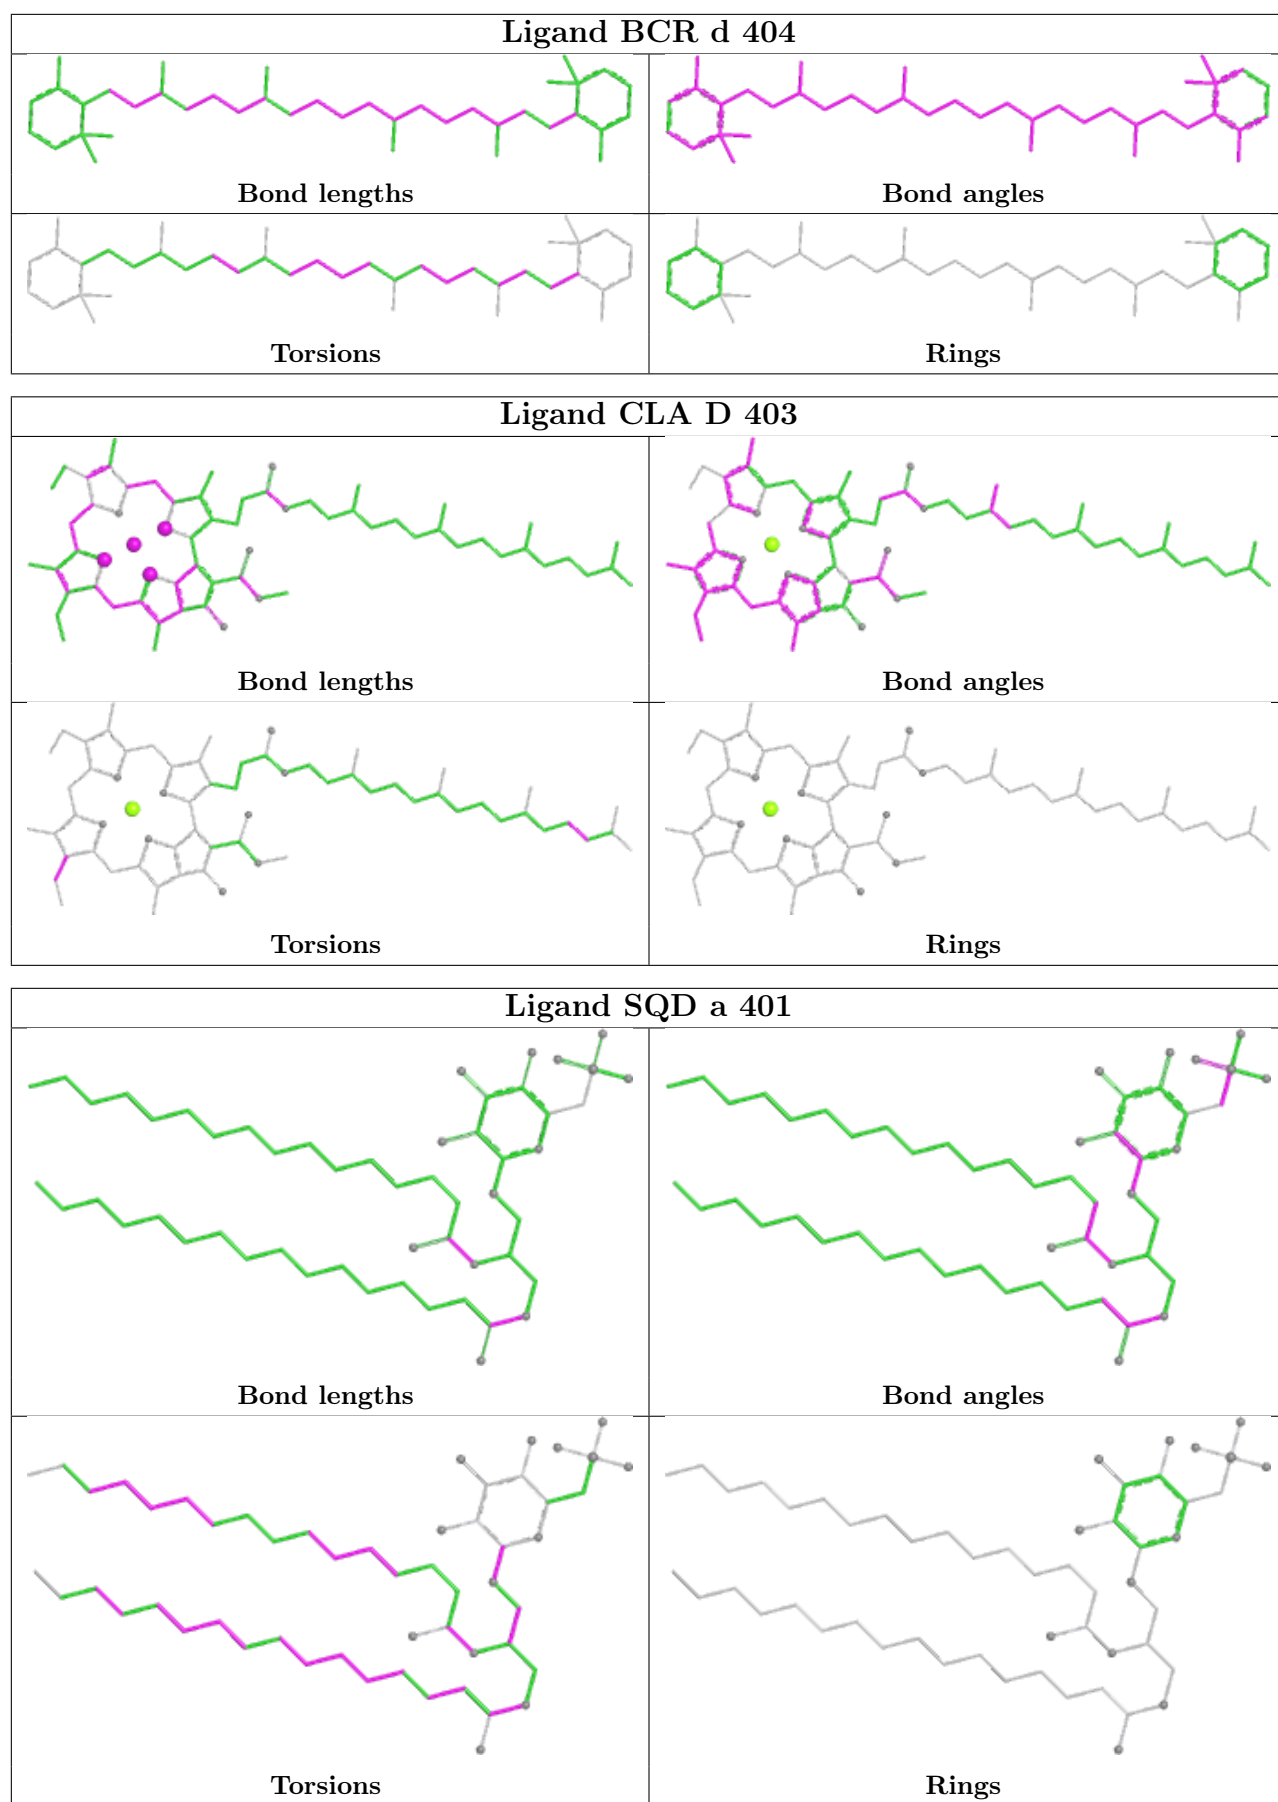 Ligand BCR d 404
Bond lengths
Bond angles
Torsions
Rings
Ligand CLA D 403
Bond lengths
Bond angles
Torsions
Rings
Ligand SQD a 401
Bond lengths
Bond angles
Torsions
Rings